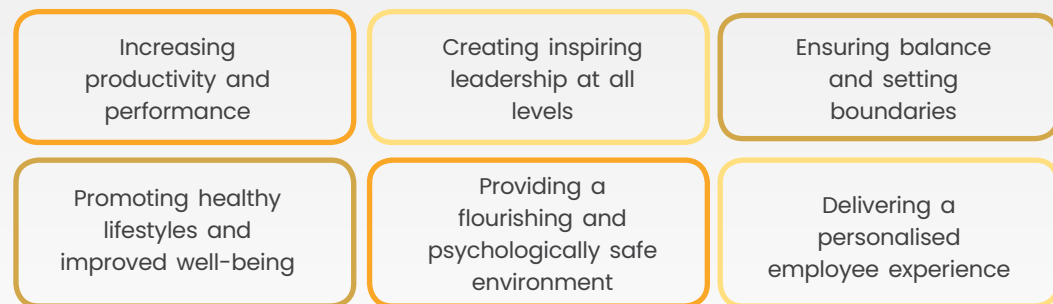 Increasing
productivity and
performance
Creating inspiring
leadership at all
levels
Ensuring balance
and setting
boundaries
Promoting healthy
lifestyles and
improved well-being
Providing a
flourishing and
psychologically safe
environment
Delivering a
personalised
employee experience